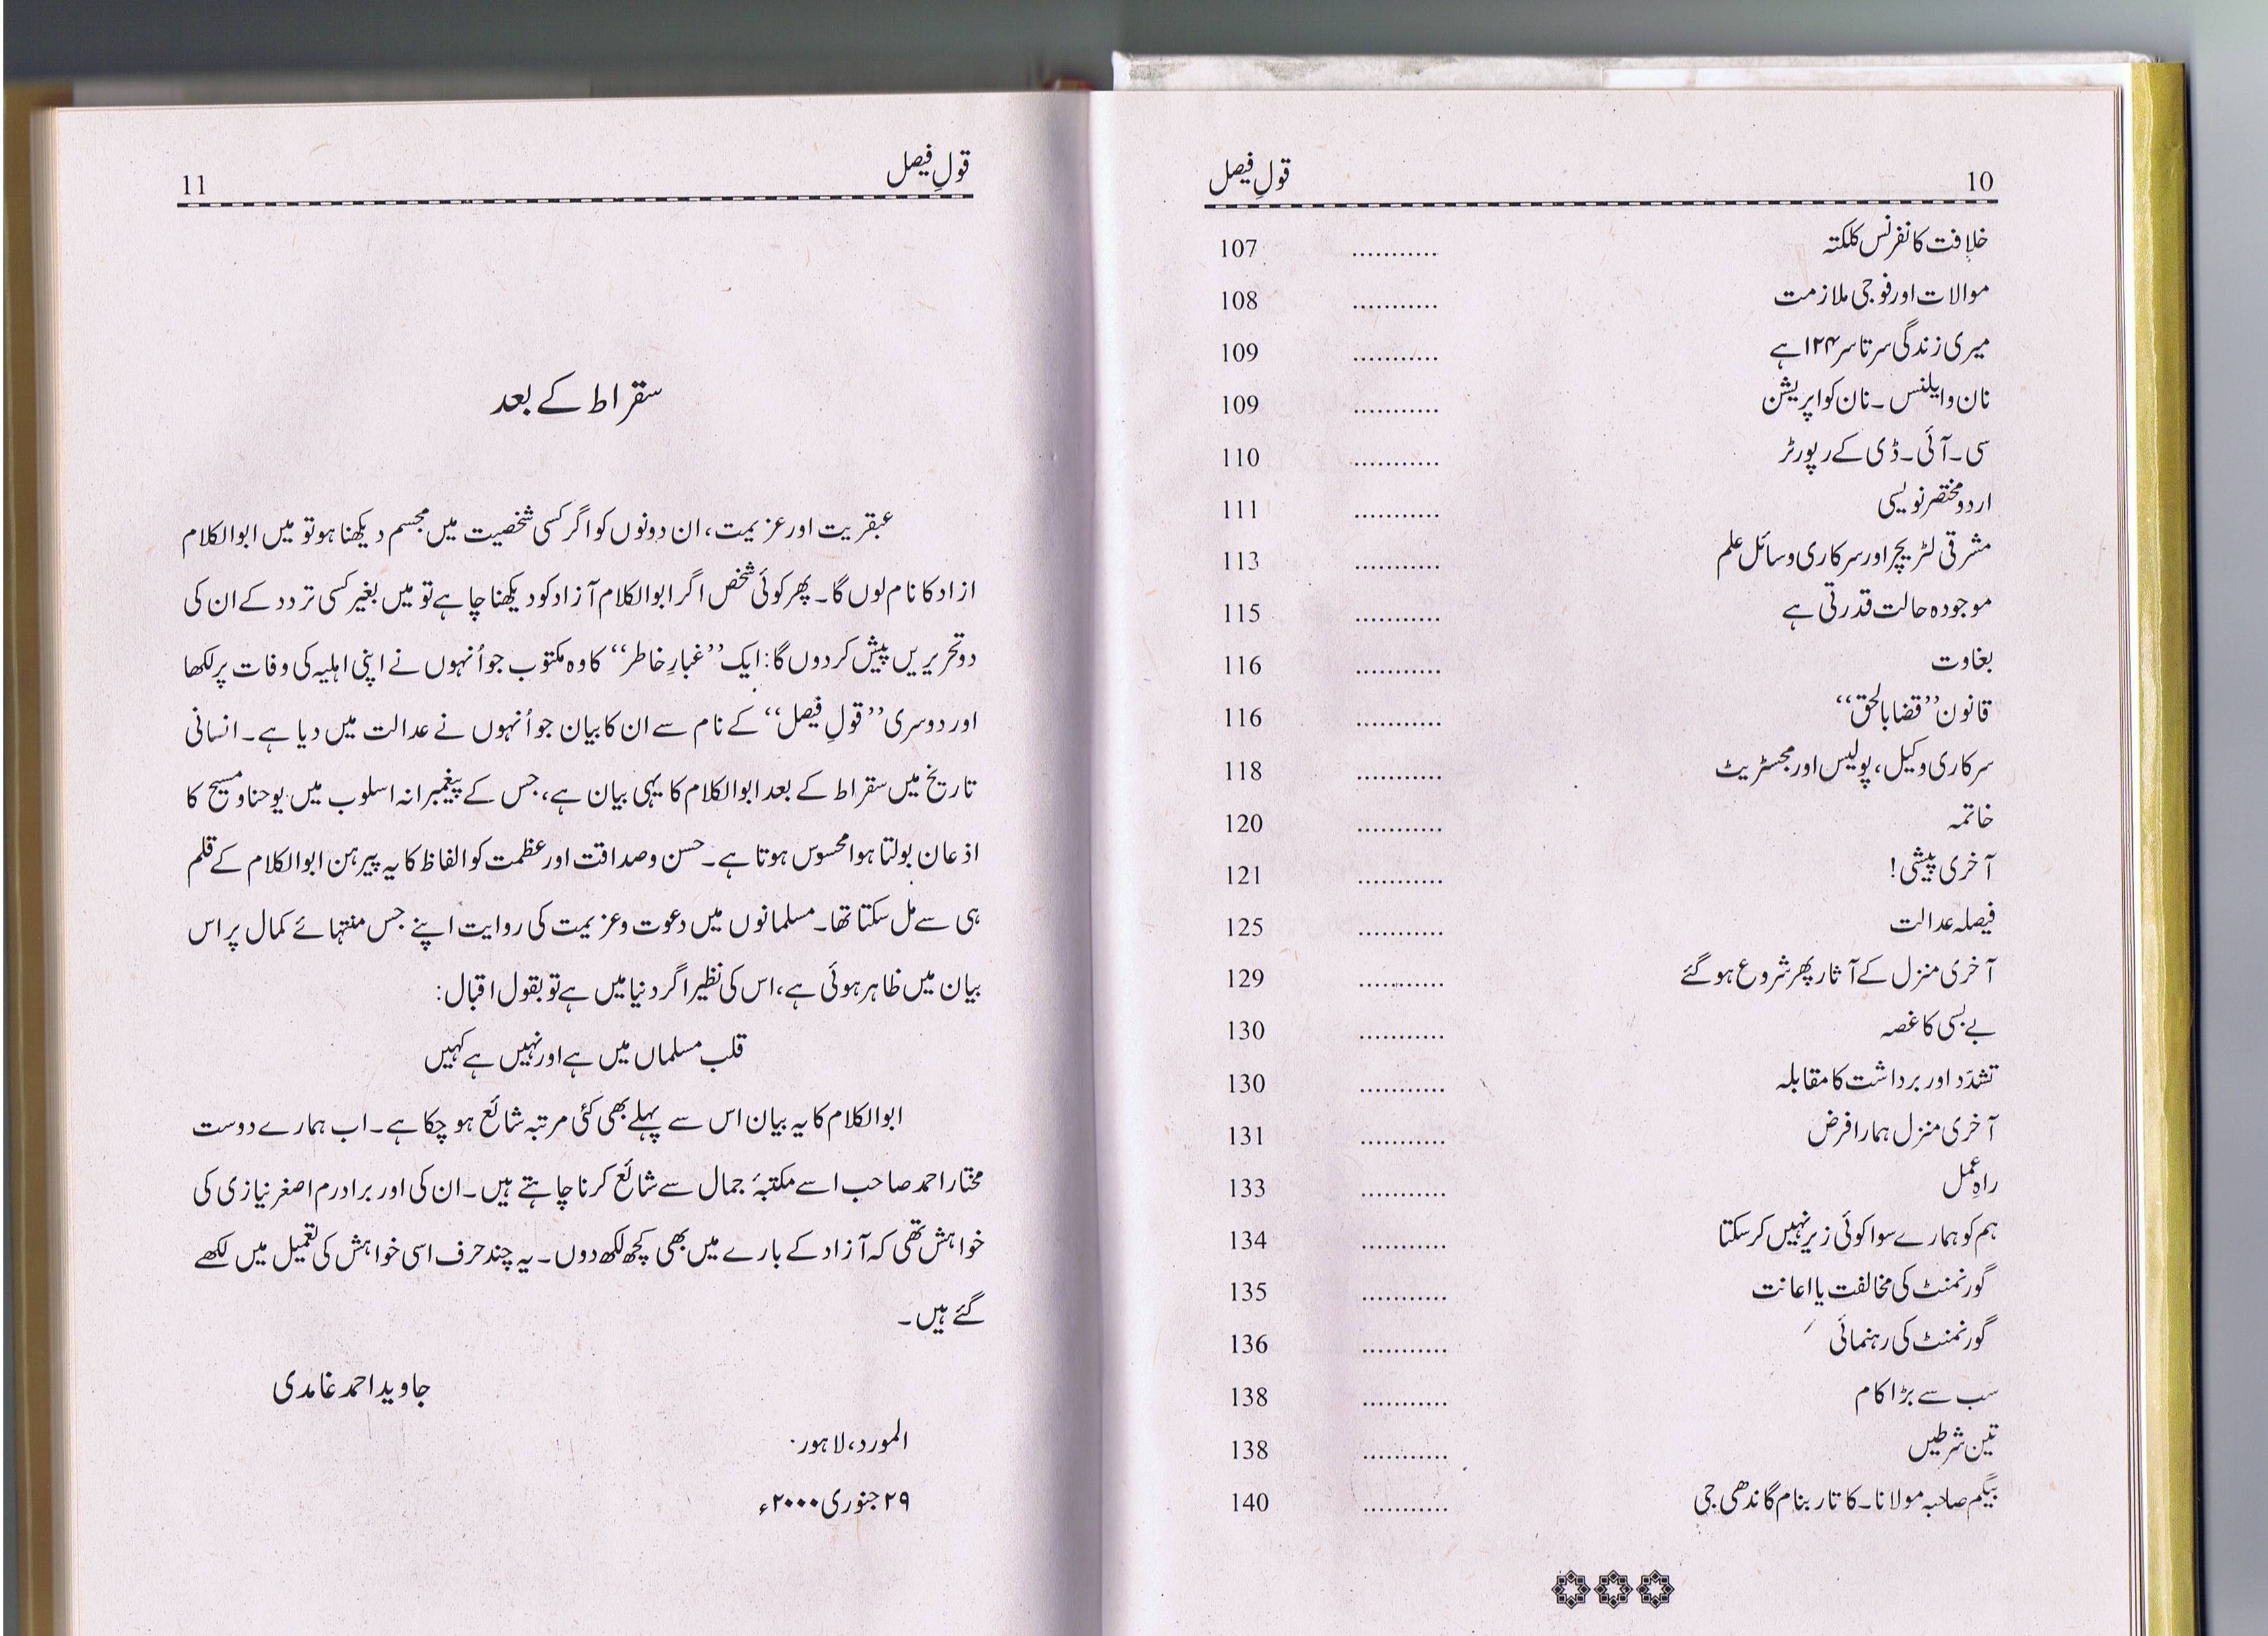 10 قولِ فیصل
خلافت کانفرنس کلکتہ ........... 107
موالات اور فوجی ملازمت ........... 108
میری زندگی سرتاسر ۱۲۴ ہے ........... 109
نان وایلنس۔نان کواپریشن ........... 109
سی۔آئی۔ڈی کے رپورٹر ........... 110
اردو مختصر نویسی ........... 111
مشرقی لٹریچر اور سرکاری وسائل علم ........... 113
موجودہ حالت قدرتی ہے ........... 115
بغاوت ........... 116
قانون ’’قضا بالحق‘‘ ........... 116
سرکاری وکیل، پولیس اور مجسٹریٹ ........... 118
خاتمہ ........... 120
آخری پیشی! ........... 121
فیصلہ عدالت ........... 125
آخری منزل کے آثار پھر شروع ہو گئے ........... 129
بے بسی کا غصہ ........... 130
تشدّد اور برداشت کا مقابلہ ........... 130
آخری منزل ہمارا فرض ........... 131
راہِ عمل ........... 133
ہم کو ہمارے سوا کوئی زیر نہیں کر سکتا ........... 134
گورنمنٹ کی مخالفت یا اعانت ........... 135
گورنمنٹ کی رہنمائی ........... 136
سب سے بڑا کام ........... 138
تین شرطیں ........... 138
بیگم صاحبہ مولانا۔کا تار بنام گاندھی جی ........... 140
قولِ فیصل 11
سقراط کے بعد
عبقریت اور عزیمت، ان دونوں کو اگر کسی شخصیت میں مجسم دیکھنا ہو تو میں ابوالکلام
ازاد کا نام لوں گا۔ پھر کوئی شخص اگر ابوالکلام آزاد کو دیکھنا چاہے تو میں بغیر کسی تردد کے ان کی
دو تحریریں پیش کر دوں گا: ایک ’’غبارِ خاطر‘‘ کا وہ مکتوب جو اُنہوں نے اپنی اہلیہ کی وفات پر لکھا
اور دوسری ’’قولِ فیصل‘‘ کے نام سے ان کا بیان جو اُنہوں نے عدالت میں دیا ہے۔ انسانی
تاریخ میں سقراط کے بعد ابوالکلام کا یہی بیان ہے، جس کے پیغمبرانہ اسلوب میں یوحنا و مسیح کا
اذعان بولتا ہوا محسوس ہوتا ہے۔ حسن و صداقت اور عظمت کو الفاظ کا یہ پیرہن ابوالکلام کے قلم
ہی سے مل سکتا تھا۔ مسلمانوں میں دعوت و عزیمت کی روایت اپنے جس منتہائے کمال پر اس
بیان میں ظاہر ہوئی ہے، اس کی نظیر اگر دنیا میں ہے تو بقول اقبال:
قلب مسلماں میں ہے اور نہیں ہے کہیں
ابوالکلام کا یہ بیان اس سے پہلے بھی کئی مرتبہ شائع ہو چکا ہے۔ اب ہمارے دوست
مختار احمد صاحب اسے مکتبۂ جمال سے شائع کرنا چاہتے ہیں۔ ان کی اور برادرم اصغر نیازی کی
خواہش تھی کہ آزاد کے بارے میں بھی کچھ لکھ دوں۔ یہ چند حرف اسی خواہش کی تعمیل میں لکھے
گئے ہیں۔
جاوید احمد غامدی
المورد، لاہور
۲۹ جنوری ۲۰۰۰ء